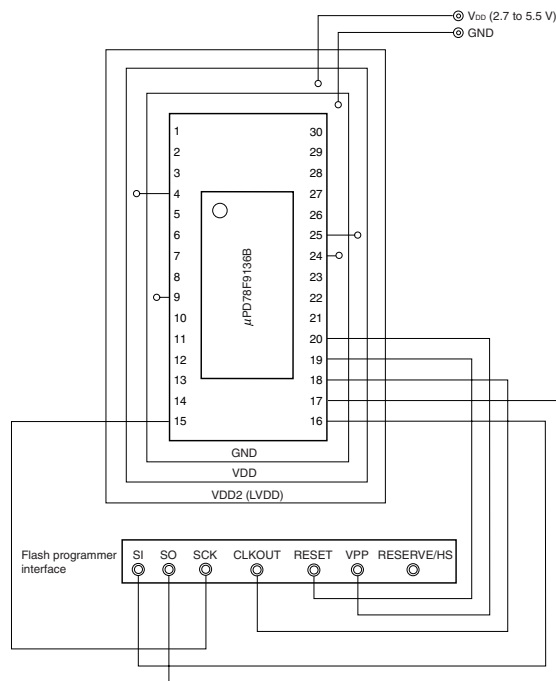 VDD (2.7 to 5.5 V)
GND
1 30
2 29
3 28
4 27
5 26
6 25
7 24
8 23
9 22
10 21
11 20
12 19
13 18
14 17
15 16
µPD78F9136B
GND
VDD
VDD2 (LVDD)
Flash programmer
interface
SI SO SCK CLKOUT RESET VPP RESERVE/HS